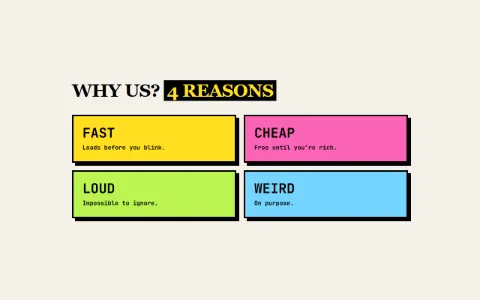 WHY US? 4 REASONS
FAST
Loads before you blink.
CHEAP
Free until you're rich.
LOUD
Impossible to ignore.
WEIRD
On purpose.